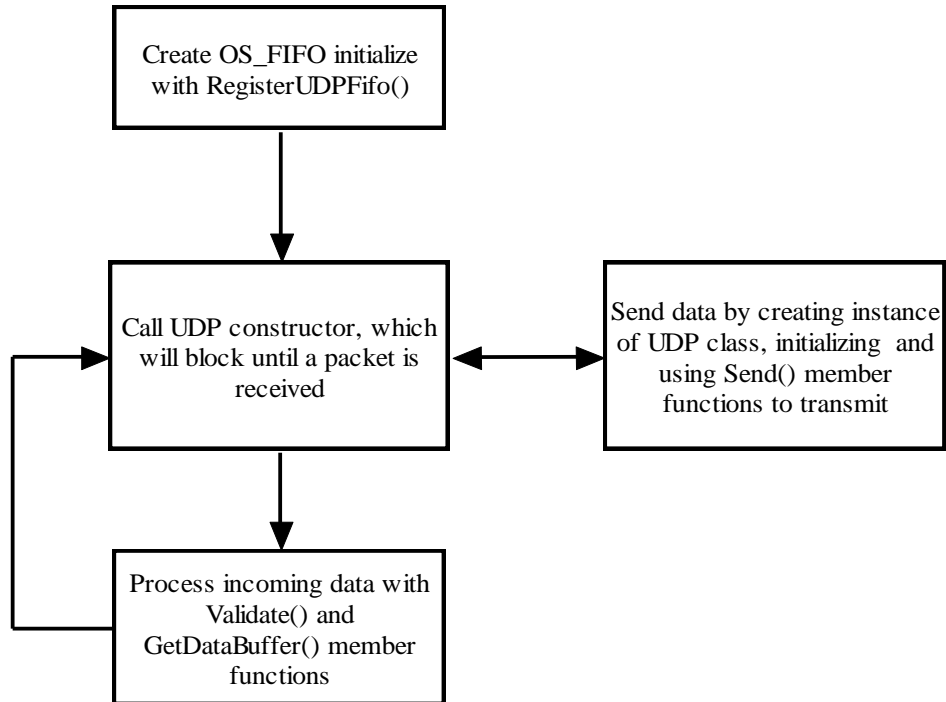 Create OS_FIFO initialize
with RegisterUDPFifo()
Call UDP constructor, which
will block until a packet is
received
Send data by creating instance
of UDP class, initializing and
using Send() member
functions to transmit
Process incoming data with
Validate() and
GetDataBuffer() member
functions